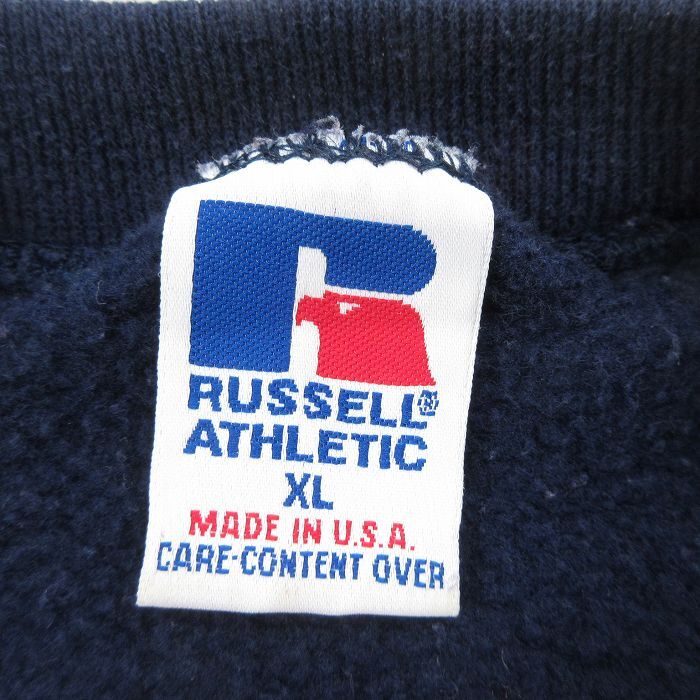 RUSSELL®
ATHLETIC
XL
MADE IN U.S.A.
CARE-CONTENT OVER